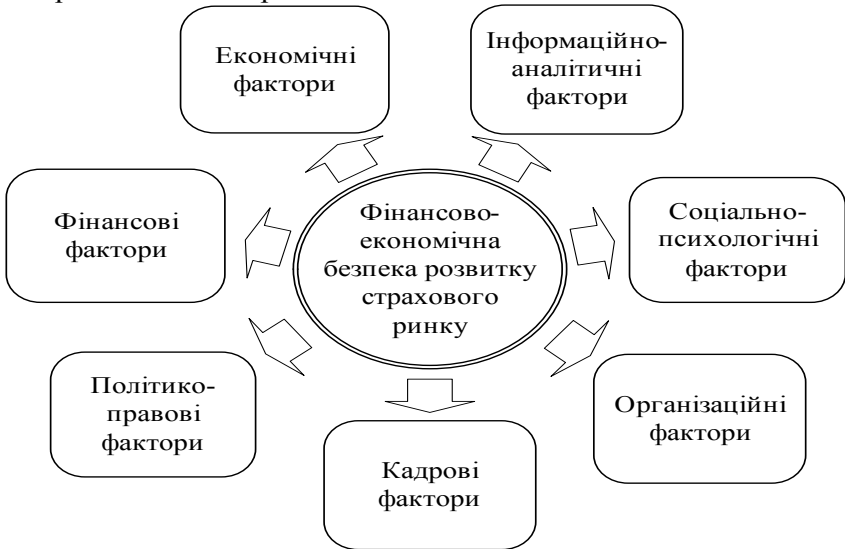 Економічні
фактори
Інформаційно-
аналітичні
фактори
Фінансові
фактори
Фінансово-
економічна
безпека розвитку
страхового
ринку
Соціально-
психологічні
фактори
Політико-
правові
фактори
Кадрові
фактори
Організаційні
фактори